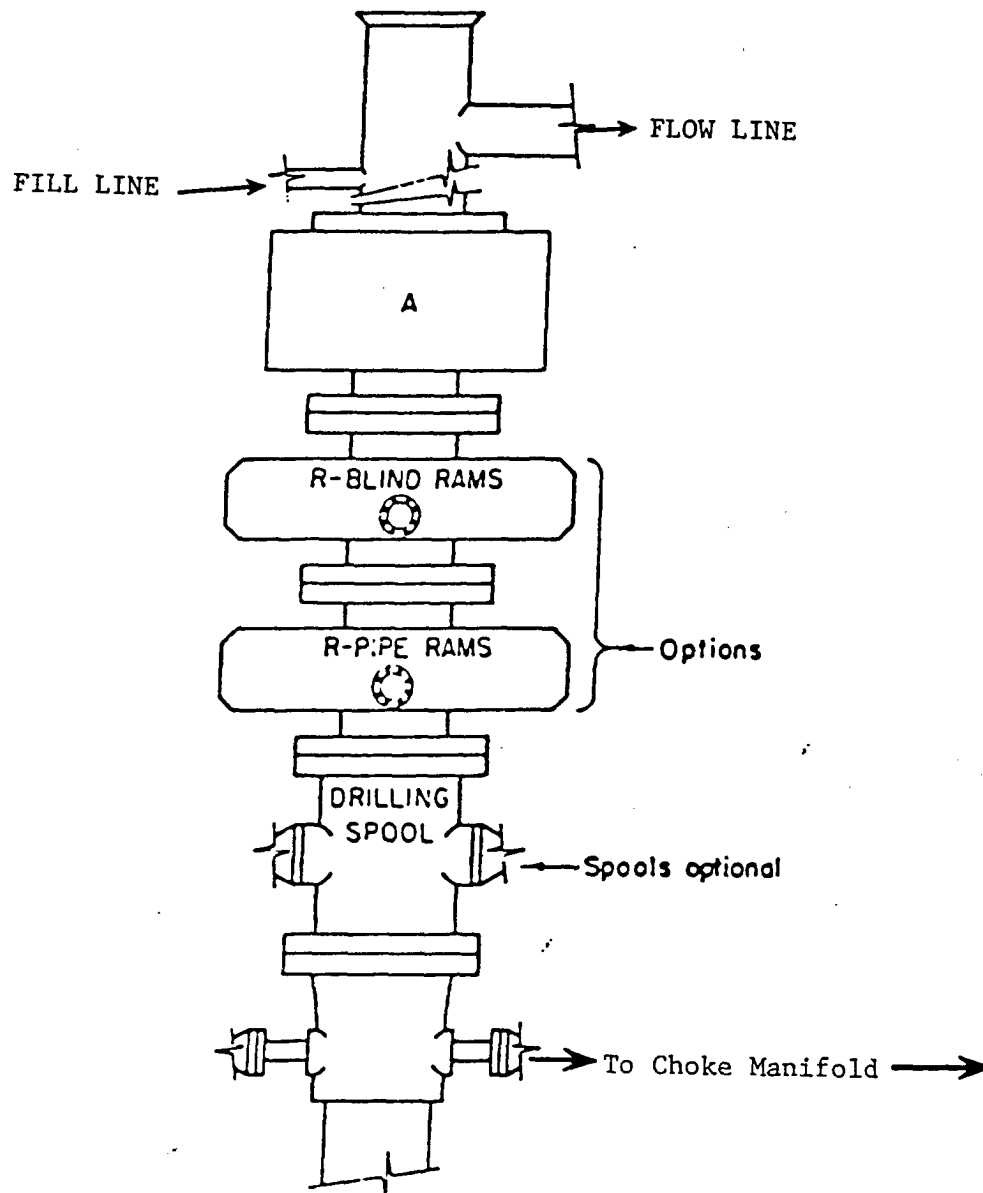 FLOW LINE
FILL LINE
A
R-BLIND RAMS
R-PIPE RAMS
Options
DRILLING
SPOOL
Spools optional
To Choke Manifold